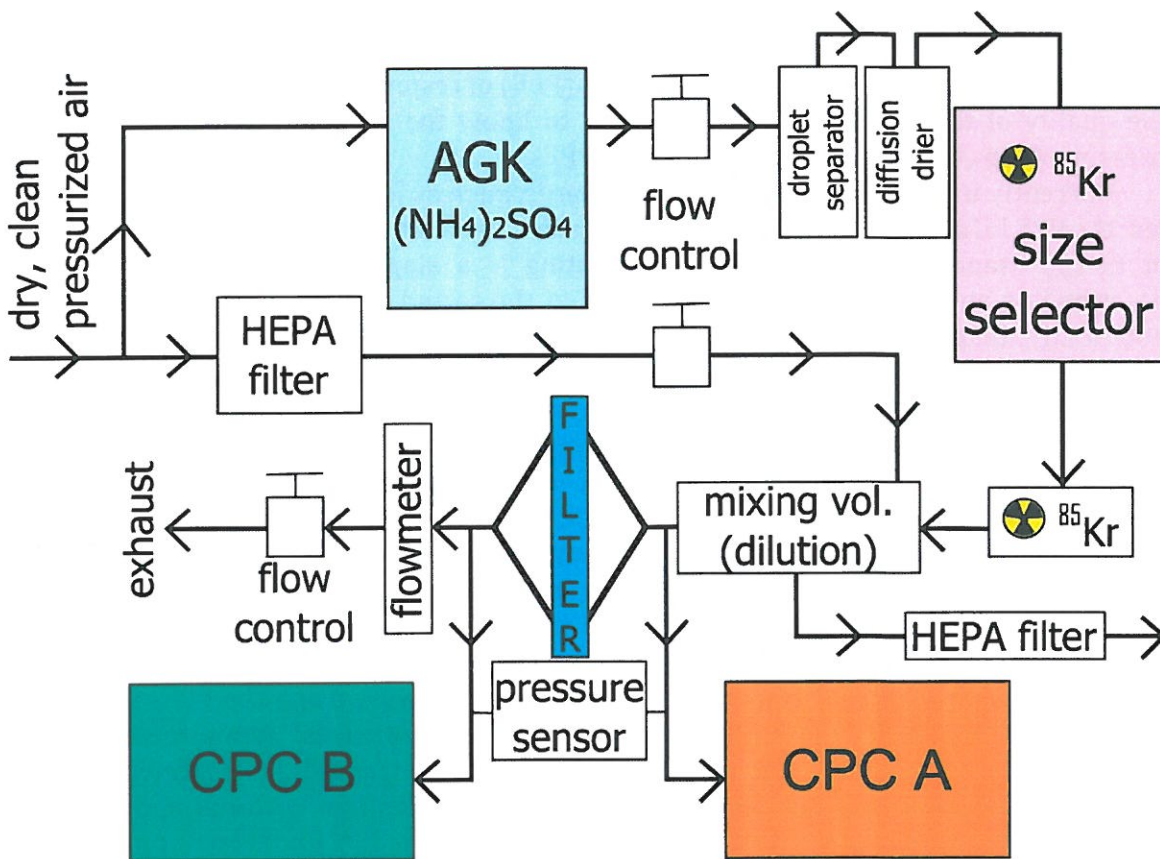 dry, clean
pressurized air
AGK
(NH4)2SO4
flow
control
droplet
separator
diffusion
drier
85Kr
size
selector
HEPA
filter
exhaust
flow
control
flowmeter
FILTER
mixing vol.
(dilution)
85Kr
HEPA filter
pressure
sensor
CPC B
CPC A